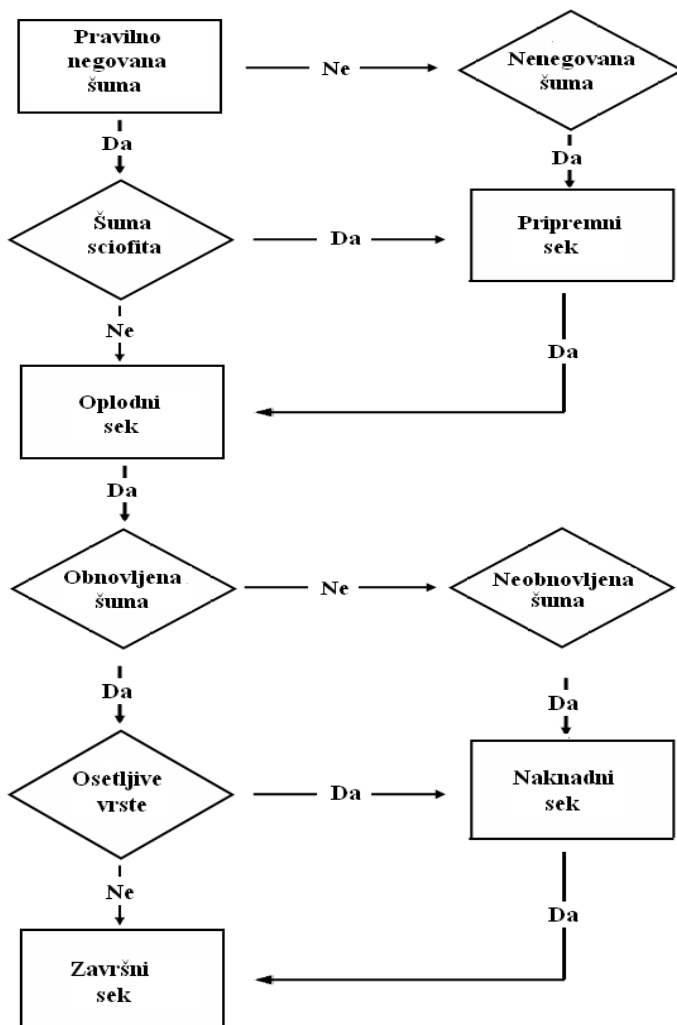 Pravilno
negovana
šuma
Ne
Nenegovana
šuma
Da
Da
Šuma
sciofita
Da
Pripremni
sek
Ne
Da
Oplodni
sek
Da
Obnovljena
šuma
Ne
Neobnovljena
šuma
Da
Da
Osetljive
vrste
Da
Naknadni
sek
Ne
Da
Završni
sek